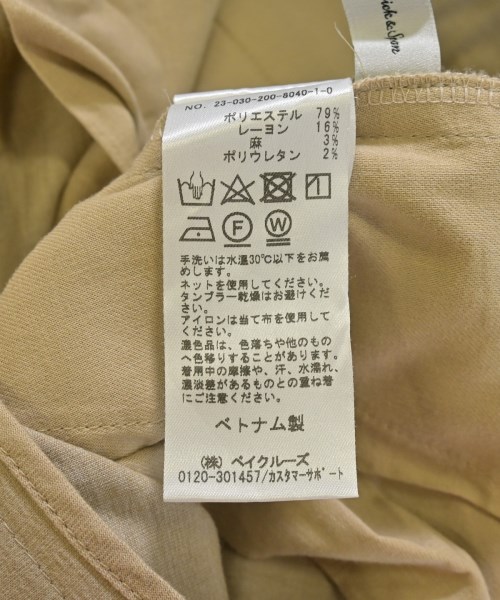 ick & Spen
NO. 23-030-200-8040-1-0
ポリエステル 79%
レーヨン 16%
麻 3%
ポリウレタン 2%
F W
手洗いは水温30℃以下をお薦
めします。
ネットを使用してください。
タンブラー乾燥はお避けくださ
い。
アイロンは当て布を使用して
ください。
濃色品は、色落ちや他のもの
へ色移りすることがあります。
着用中の摩擦や、汗、水濡れ、
濃淡差があるものとの重ね着
にご注意ください。
ベトナム製
(株) ベイクルーズ
0120-301457/カスタマーサポート